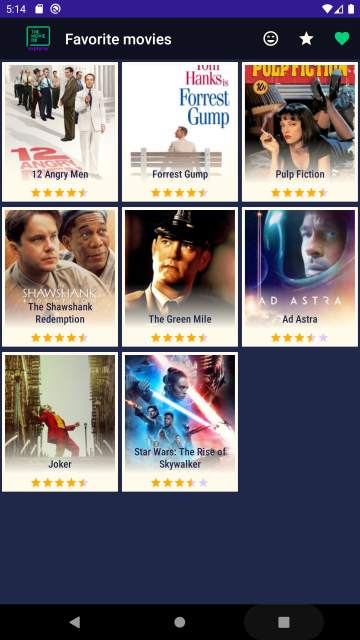 5:14
THE
MOVIE
DB
explorer
Favorite movies
12
ANGRY
12 Angry Men
Tom
Hanks is
Forrest
Gump
Forrest Gump
PULP FICTION
10¢
Pulp Fiction
SHAWSHANK
The Shawshank
Redemption
The Green Mile
AD ASTRA
Ad Astra
Joker
Star Wars: The Rise of
Skywalker